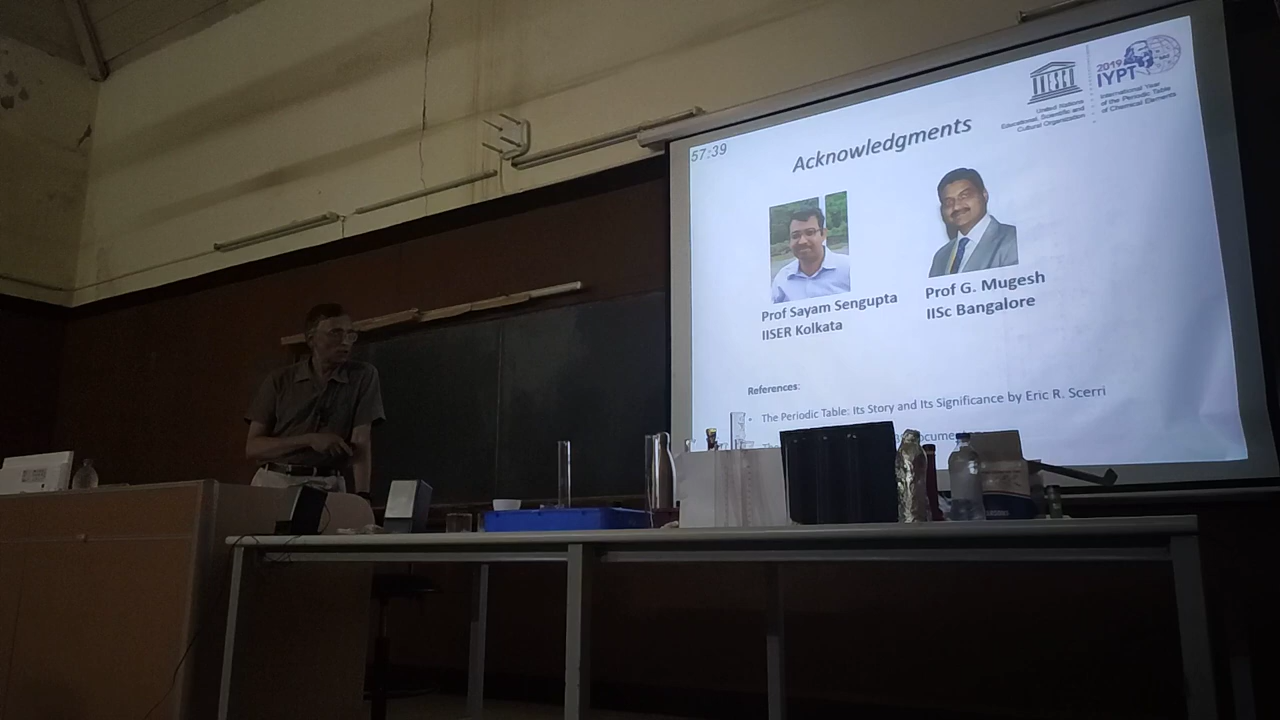 57:39
Acknowledgments
UNESCO
United Nations
Educational, Scientific and
Cultural Organization
2019
IYPT
International Year
of the Periodic Table
of Chemical Elements
Prof Sayam Sengupta
IISER Kolkata
Prof G. Mugesh
IISc Bangalore
References:
The Periodic Table: Its Story and Its Significance by Eric R. Scerri